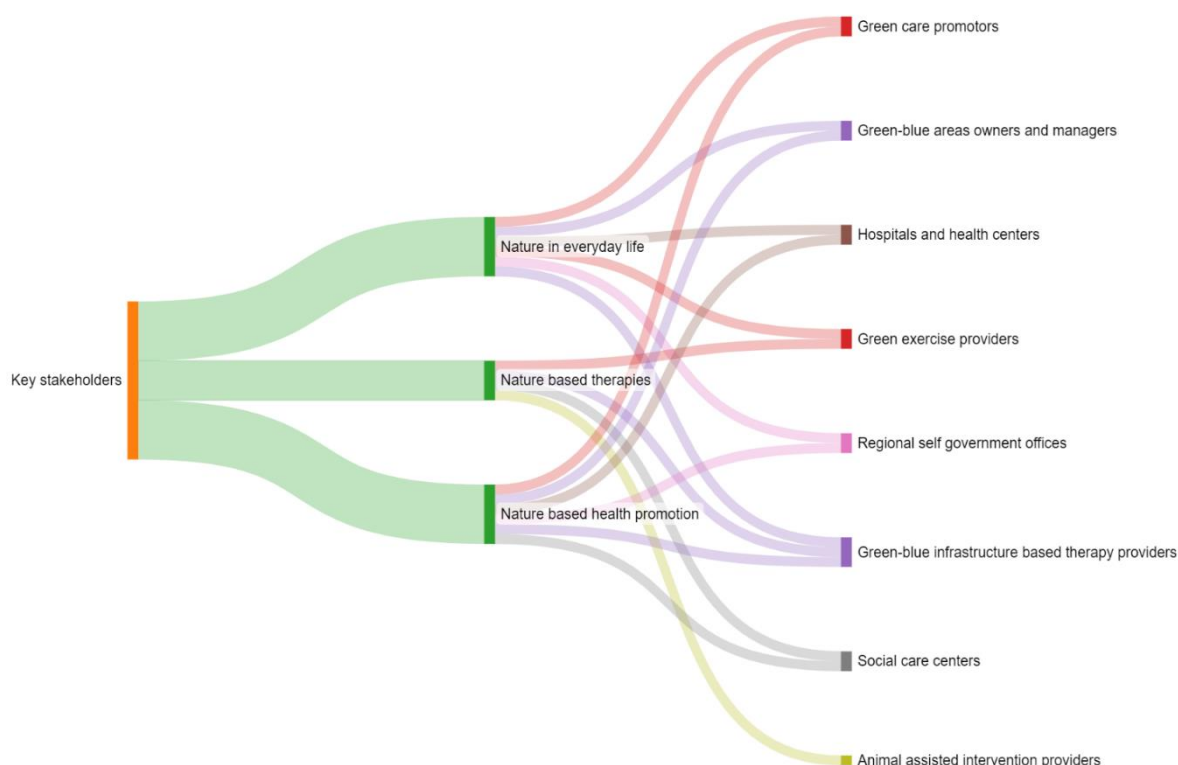 Key stakeholders
Nature in everyday life
Nature based therapies
Nature based health promotion
Green care promotors
Green-blue areas owners and managers
Hospitals and health centers
Green exercise providers
Regional self government offices
Green-blue infrastructure based therapy providers
Social care centers
Animal assisted intervention providers